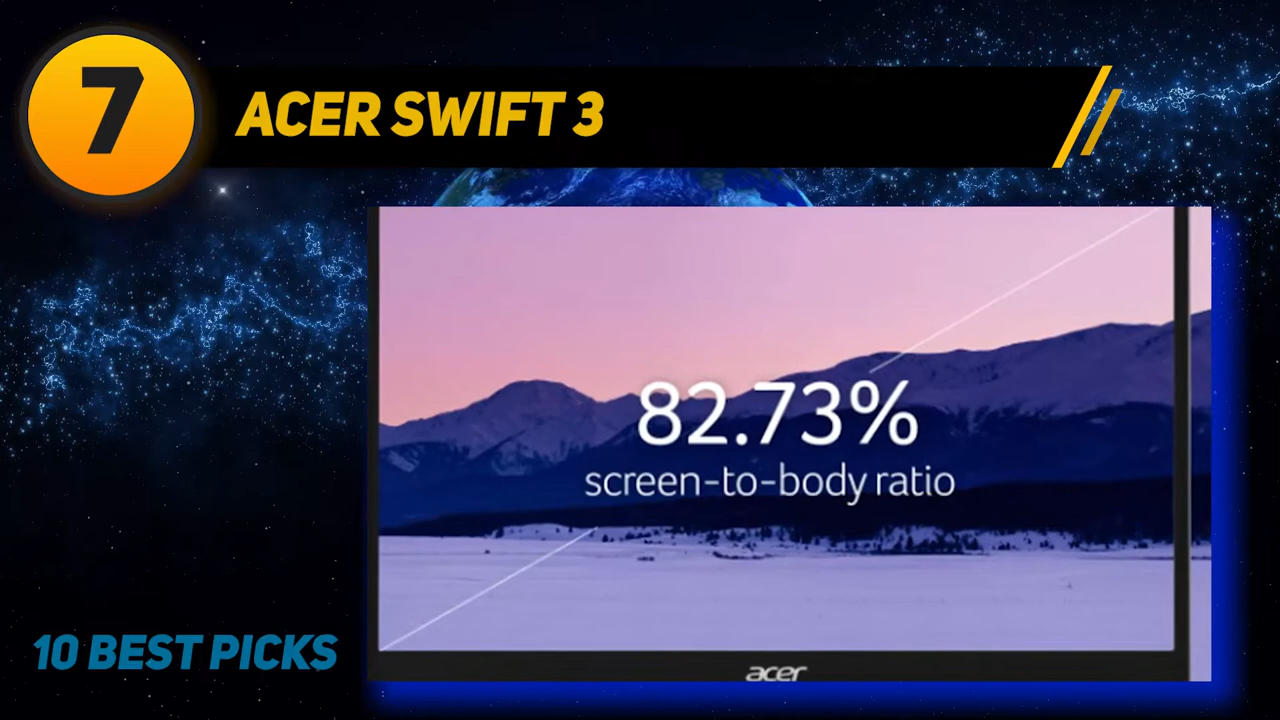 7
ACER SWIFT 3
82.73%
screen-to-body ratio
acer
10 BEST PICKS